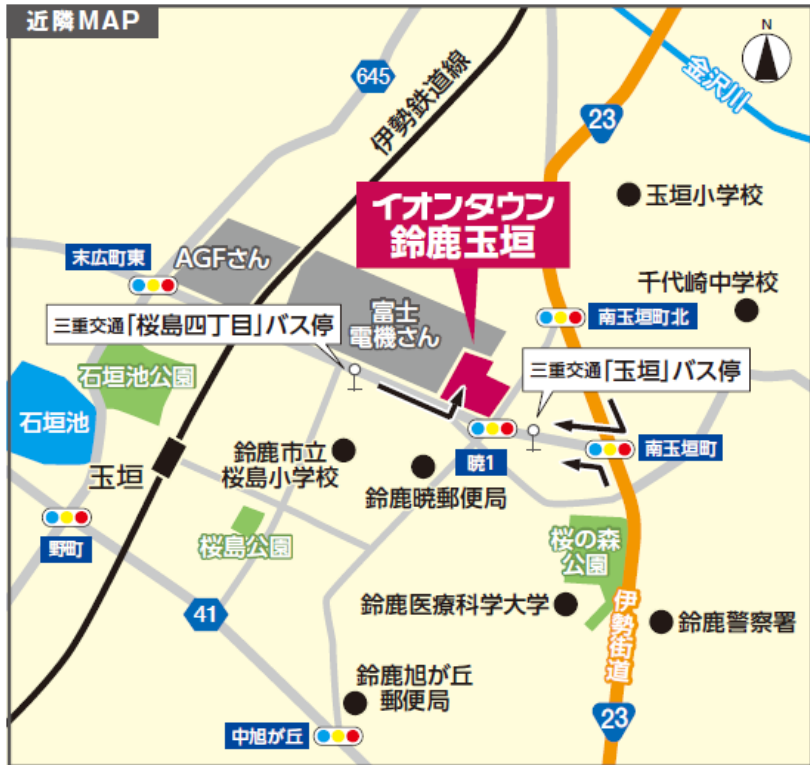 近隣MAP
N
645
伊勢鉄道線
23
金沢川
イオンタウン
鈴鹿玉垣
玉垣小学校
AGFさん
末広町東
千代崎中学校
富士
電機さん
南玉垣町北
三重交通「桜島四丁目」バス停
三重交通「玉垣」バス停
石垣池公園
石垣池
玉垣
鈴鹿市立
桜島小学校
暁1
南玉垣町
鈴鹿暁郵便局
野町
桜島公園
桜の森
公園
41
鈴鹿医療科学大学
伊勢街道
鈴鹿警察署
鈴鹿旭が丘
郵便局
中旭が丘
23